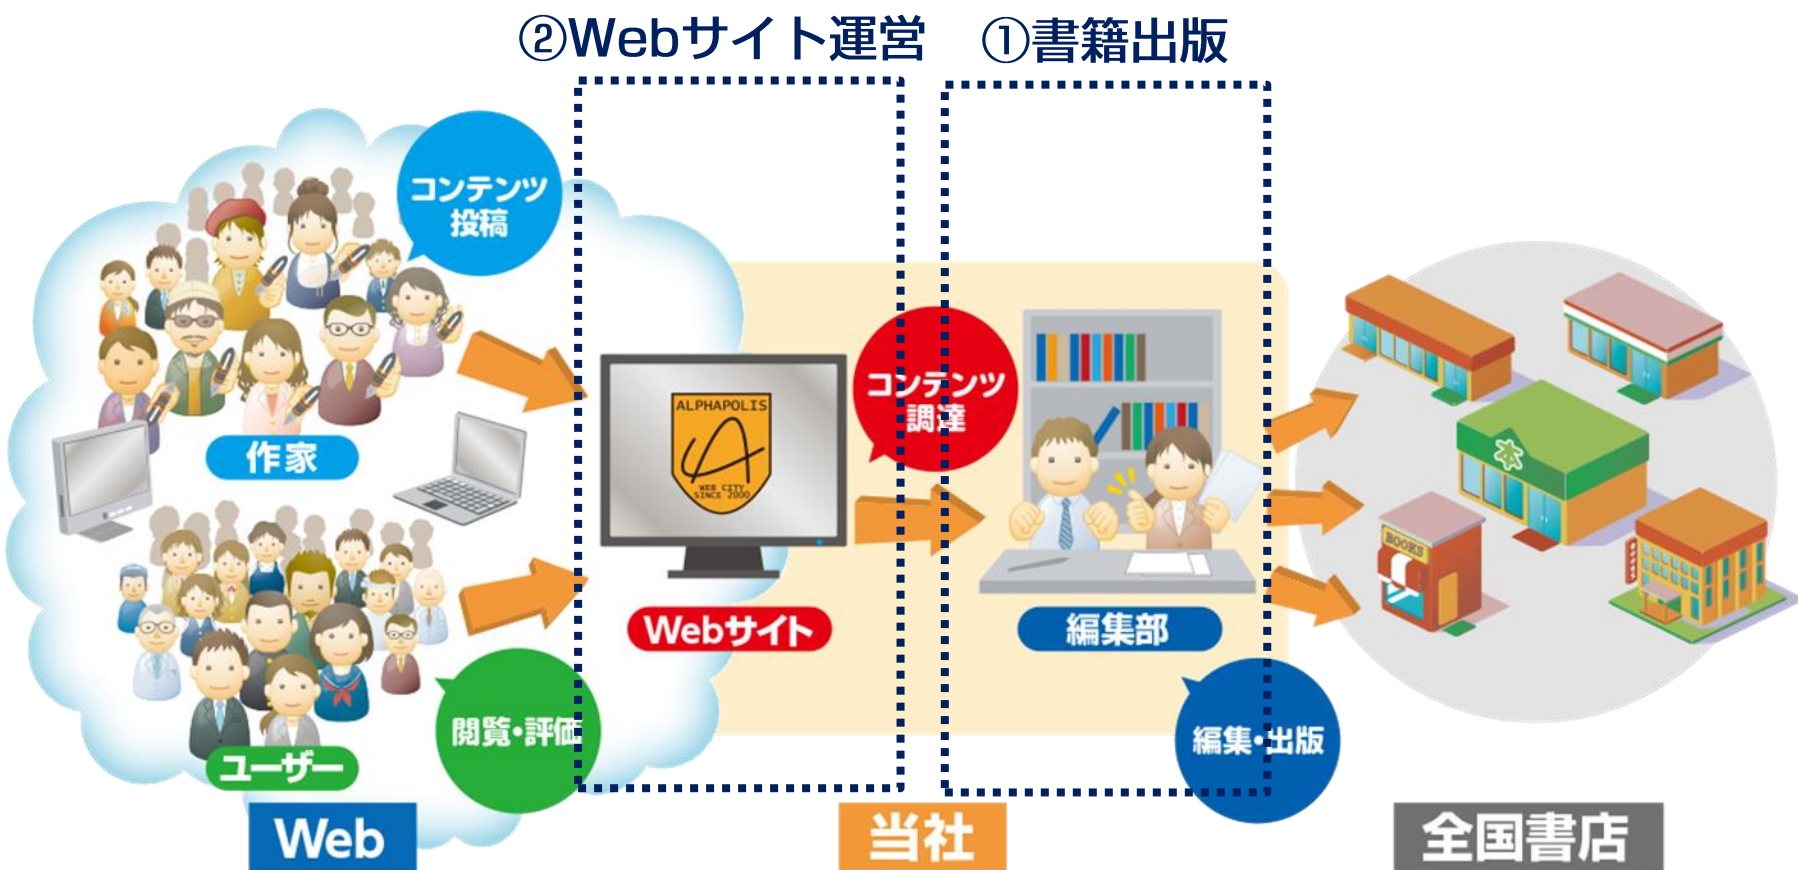 ②Webサイト運営
①書籍出版
コンテンツ
投稿
作家
ALPHAPOLIS
WEB CITY
SINCE 2000
Webサイト
コンテンツ
調達
編集部
本
BOOKS
BOOKS
閲覧・評価
ユーザー
編集・出版
Web
当社
全国書店